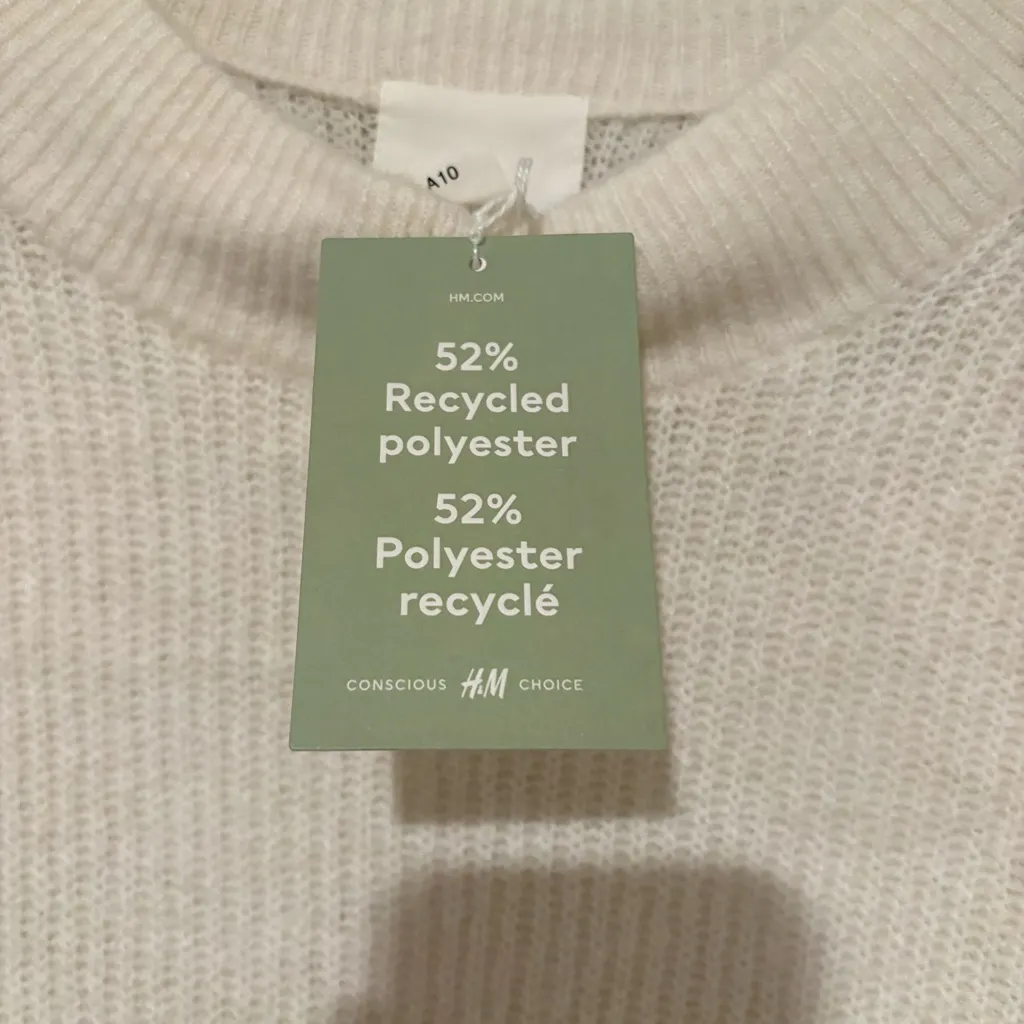 A10
HM.COM
52%
Recycled
polyester
52%
Polyester
recyclé
CONSCIOUS H&M CHOICE